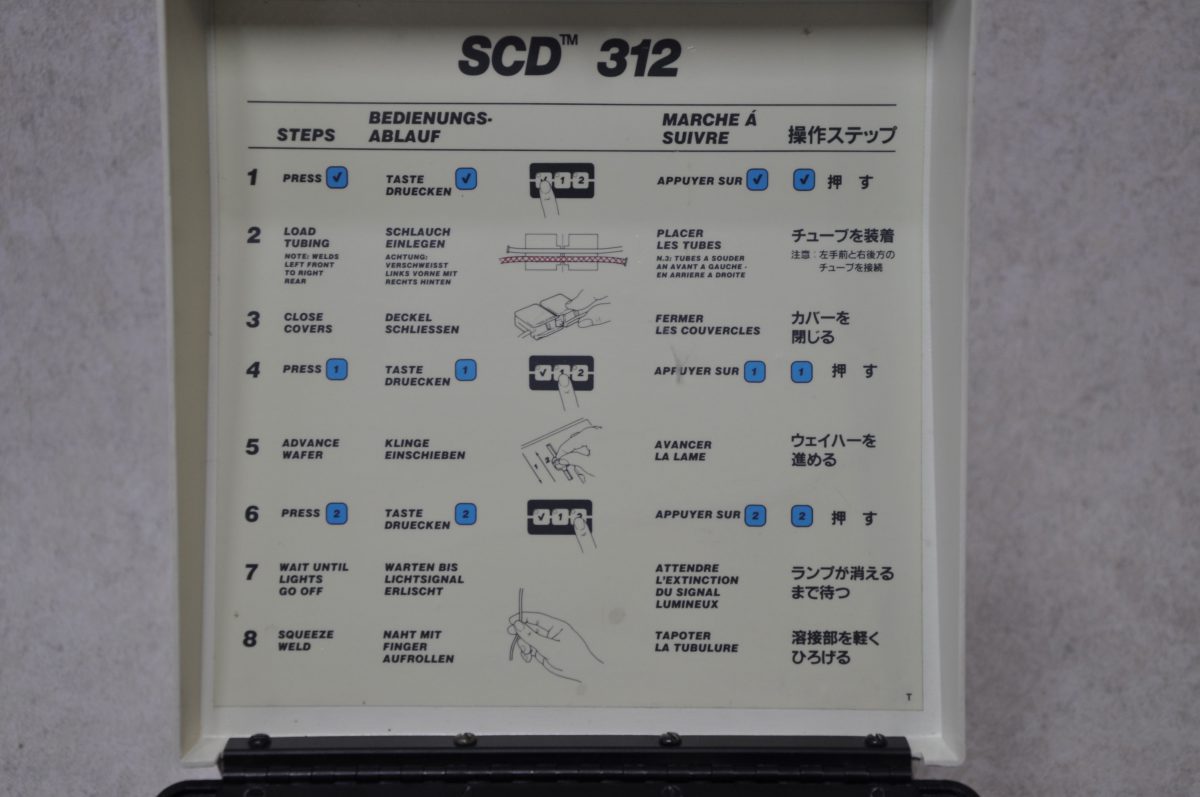 SCD™ 312
STEPS
BEDIENUNGS-
ABLAUF
MARCHE Á
SUIVRE
操作ステップ
1
PRESS ✓
TASTE ✓
DRUECKEN
✓ 1 2
APPUYER SUR ✓
✓ 押 す
2
LOAD
TUBING
NOTE: WELDS
LEFT FRONT
TO RIGHT
REAR
SCHLAUCH
EINLEGEN
ACHTUNG:
VERSCHWEISST
LINKS VORNE MIT
RECHTS HINTEN
PLACER
LES TUBES
N.3: TUBES A SOUDER
AN AVANT A GAUCHE -
EN ARRIERE A DROITE
チューブを装着
注意：左手前と右後方の
チューブを接続
3
CLOSE
COVERS
DECKEL
SCHLIESSEN
FERMER
LES COUVERCLES
カバーを
閉じる
4
PRESS 1
TASTE 1
DRUECKEN
✓ 1 2
APPUYER SUR 1
1 押 す
5
ADVANCE
WAFER
KLINGE
EINSCHIEBEN
AVANCER
LA LAME
ウェイハーを
進める
6
PRESS 2
TASTE 2
DRUECKEN
✓ 1 2
APPUYER SUR 2
2 押 す
7
WAIT UNTIL
LIGHTS
GO OFF
WARTEN BIS
LICHTSIGNAL
ERLISCHT
ATTENDRE
L'EXTINCTION
DU SIGNAL
LUMINEUX
ランプが消える
まで待つ
8
SQUEEZE
WELD
NAHT MIT
FINGER
AUFROLLEN
TAPOTER
LA TUBULURE
溶接部を軽く
ひろげる
T